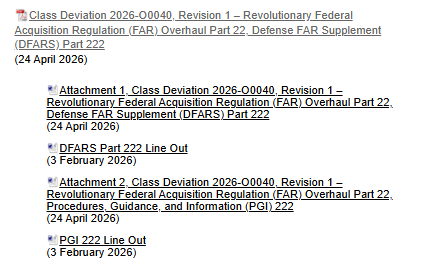 Class Deviation 2026-O0040, Revision 1 – Revolutionary Federal
Acquisition Regulation (FAR) Overhaul Part 22, Defense FAR Supplement
(DFARS) Part 222
(24 April 2026)
Attachment 1, Class Deviation 2026-O0040, Revision 1 –
Revolutionary Federal Acquisition Regulation (FAR) Overhaul Part 22,
Defense FAR Supplement (DFARS) Part 222
(24 April 2026)
DFARS Part 222 Line Out
(3 February 2026)
Attachment 2, Class Deviation 2026-O0040, Revision 1 –
Revolutionary Federal Acquisition Regulation (FAR) Overhaul Part 22,
Procedures, Guidance, and Information (PGI) 222
(24 April 2026)
PGI 222 Line Out
(3 February 2026)